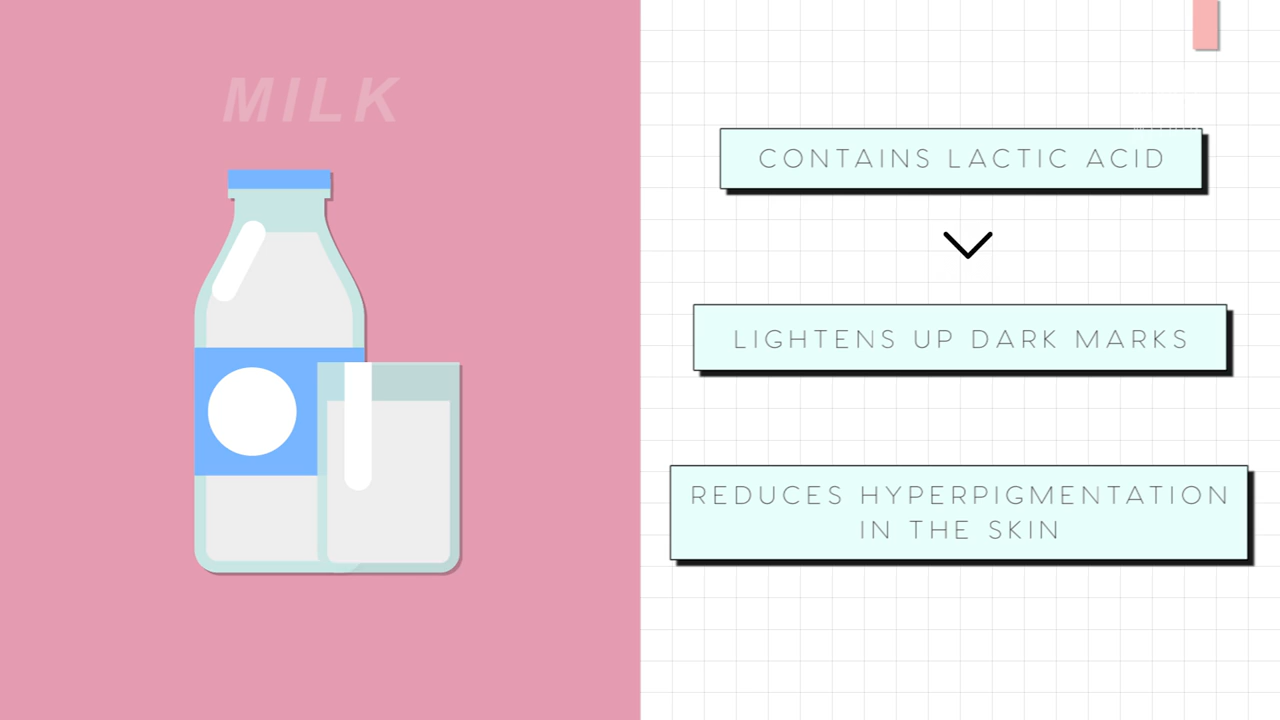 MILK
CONTAINS LACTIC ACID
LIGHTENS UP DARK MARKS
REDUCES HYPERPIGMENTATION
IN THE SKIN